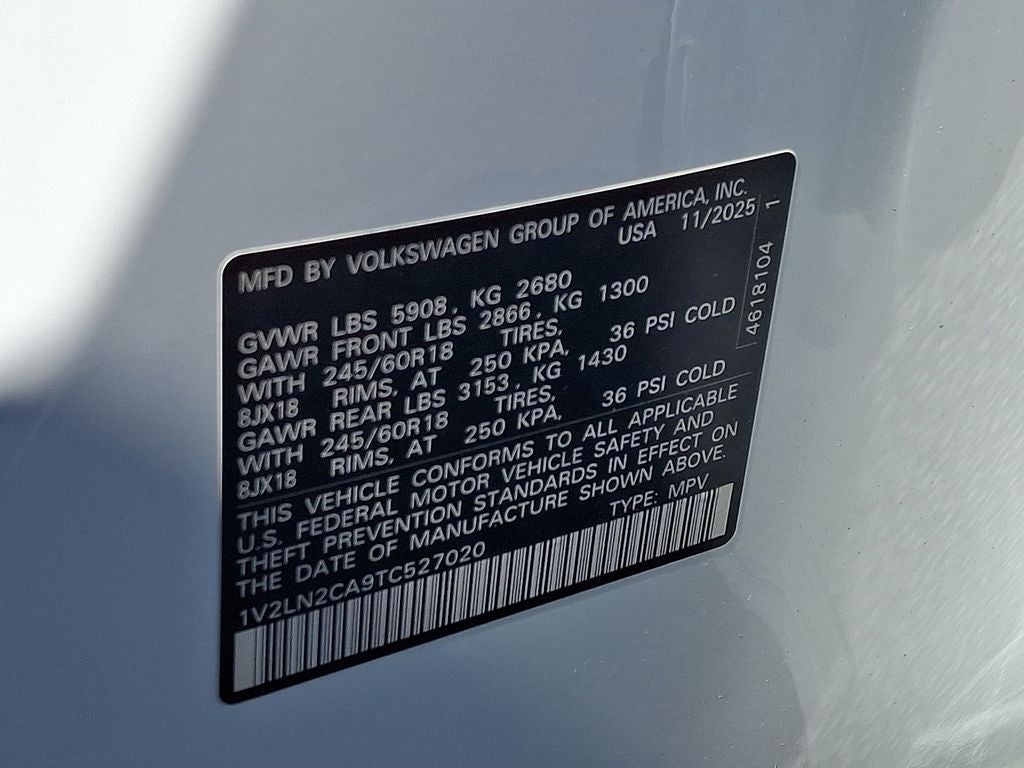 MFD BY VOLKSWAGEN GROUP OF AMERICA, INC.
USA 11/2025
GVWR LBS 5908, KG 2680
GAWR FRONT LBS 2866, KG 1300
WITH 245/60R18 TIRES,
8JX18 RIMS, AT 250 KPA, 36 PSI COLD
GAWR REAR LBS 3153, KG 1430
WITH 245/60R18 TIRES,
8JX18 RIMS, AT 250 KPA, 36 PSI COLD
THIS VEHICLE CONFORMS TO ALL APPLICABLE
U.S. FEDERAL MOTOR VEHICLE SAFETY AND
THEFT PREVENTION STANDARDS IN EFFECT ON
THE DATE OF MANUFACTURE SHOWN ABOVE.
1V2LN2CA9TC527020 TYPE: MPV
4618104 1